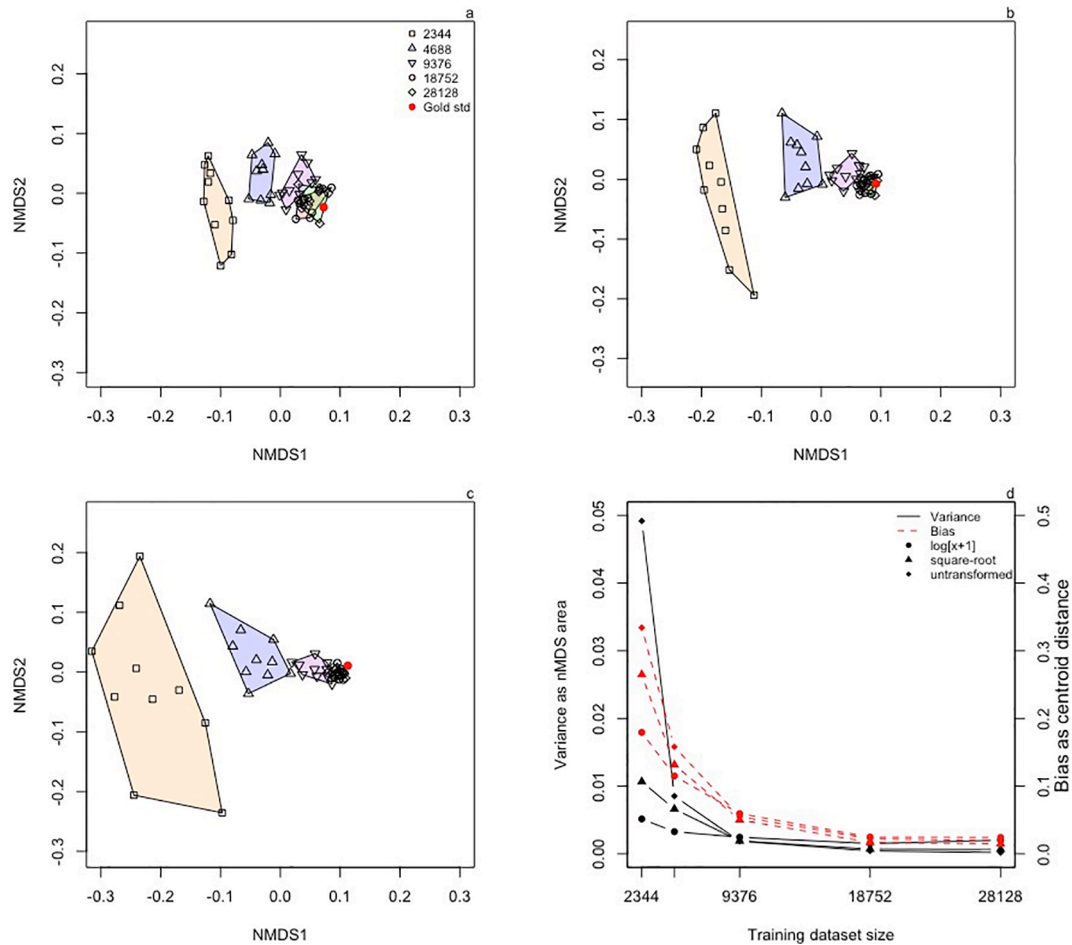 a
2344
4688
9376
18752
28128
Gold std
0.2
0.1
0.0
-0.1
-0.2
-0.3
NMDS2
-0.3 -0.2 -0.1 0.0 0.1 0.2 0.3
NMDS1
b
0.2
0.1
0.0
-0.1
-0.2
-0.3
NMDS2
-0.3 -0.2 -0.1 0.0 0.1 0.2 0.3
NMDS1
c
0.2
0.1
0.0
-0.1
-0.2
-0.3
NMDS2
-0.3 -0.2 -0.1 0.0 0.1 0.2 0.3
NMDS1
d
Variance
Bias
log[x+1]
square-root
untransformed
0.05
0.04
0.03
0.02
0.01
0.00
Variance as nMDS area
0.5
0.4
0.3
0.2
0.1
0.0
Bias as centroid distance
2344 9376 18752 28128
Training dataset size